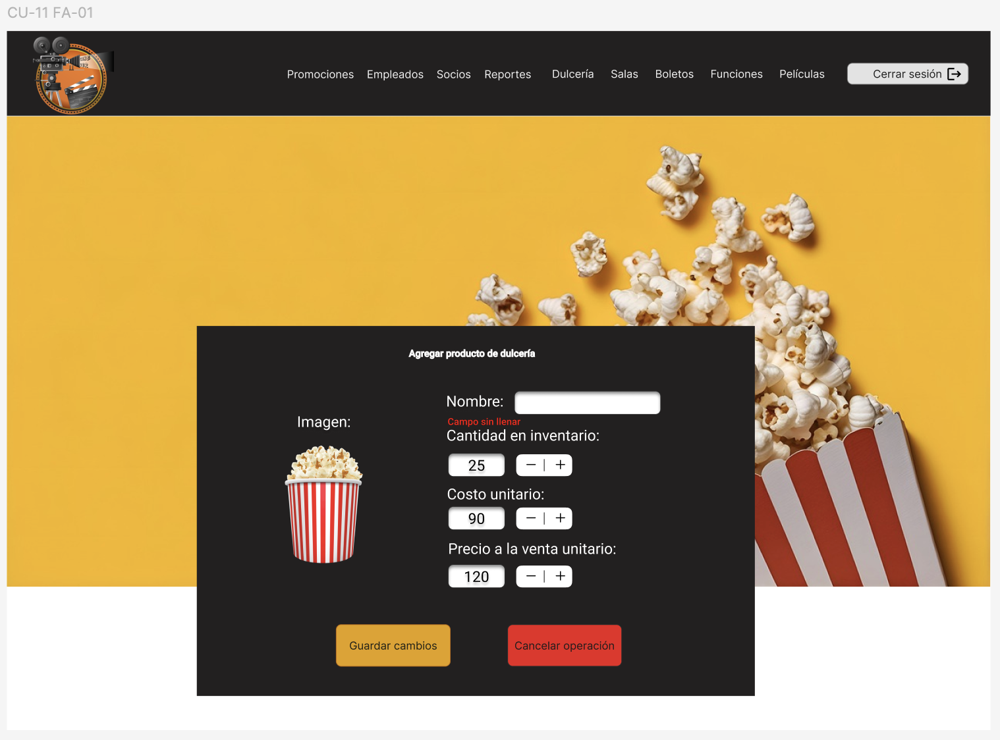 CU-11 FA-01
Promociones Empleados Socios Reportes Dulcería Salas Boletos Funciones Películas Cerrar sesión
Agregar producto de dulcería
Imagen:
Nombre:
Campo sin llenar
Cantidad en inventario:
25
Costo unitario:
90
Precio a la venta unitario:
120
Guardar cambios
Cancelar operación